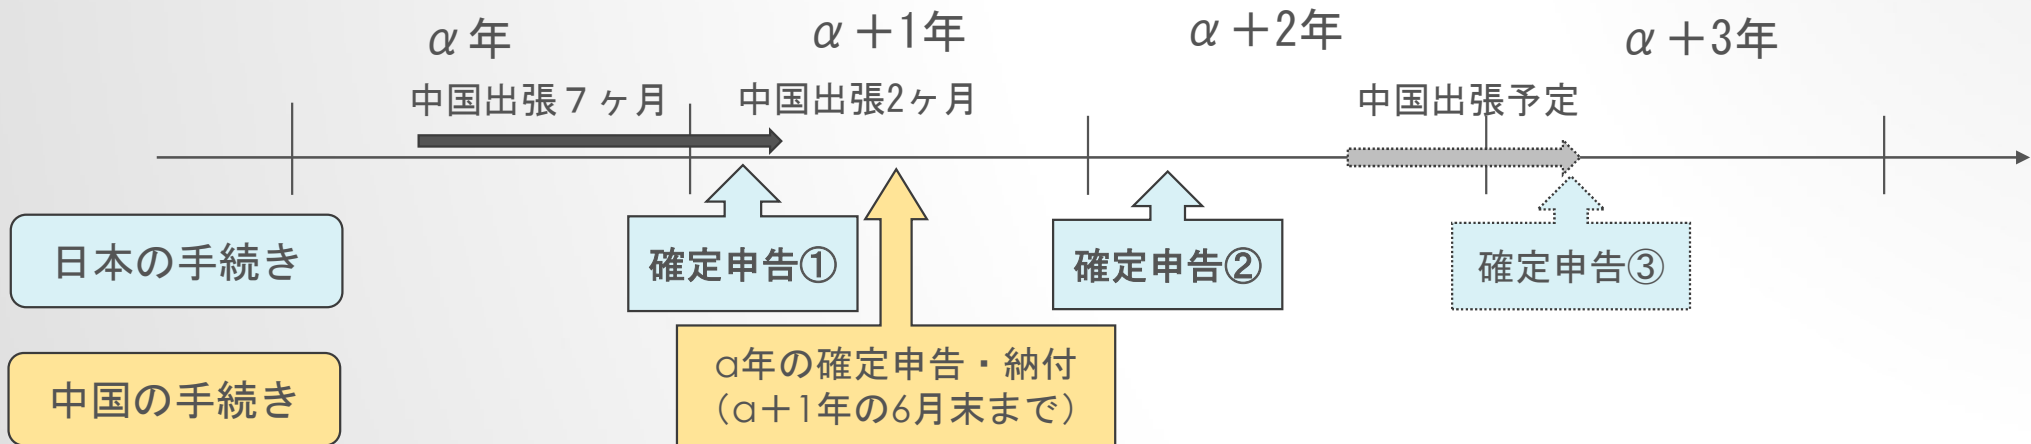 α年
α+1年
α+2年
α+3年
中国出張７ヶ月
中国出張2ヶ月
中国出張予定
日本の手続き
確定申告①
確定申告②
確定申告③
中国の手続き
α年の確定申告・納付
（α＋1年の6月末まで）